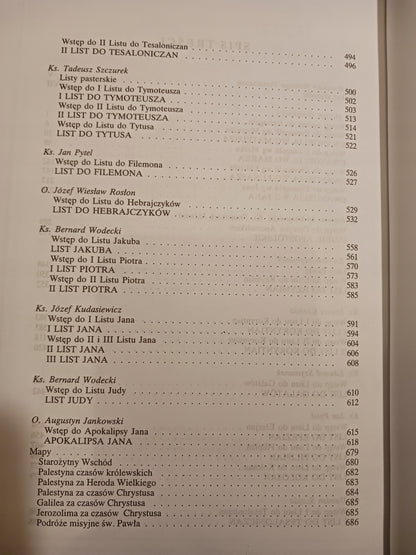 Wstęp do II Listu do Tesaloniczan 494
II LIST DO TESALONICZAN 496
Ks. Tadeusz Szczurek
Listy pasterskie 500
Wstęp do I Listu do Tymoteusza 502
I LIST DO TYMOTEUSZA 503
Wstęp do II Listu do Tymoteusza 513
II LIST DO TYMOTEUSZA 514
Wstęp do Listu do Tytusa 521
LIST DO TYTUSA 522
Ks. Jan Pytel
Wstęp do Listu do Filemona 526
LIST DO FILEMONA 527
O. Józef Wiesław Rosłon
Wstęp do Listu do Hebrajczyków 529
LIST DO HEBRAJCZYKÓW 532
Ks. Bernard Wodecki
Wstęp do Listu Jakuba 558
LIST JAKUBA 561
Wstęp do I Listu Piotra 570
I LIST PIOTRA 573
Wstęp do II Listu Piotra 583
II LIST PIOTRA 585
Ks. Józef Kudasiewicz
Wstęp do I Listu Jana 591
I LIST JANA 594
Wstęp do II i III Listu Jana 604
II LIST JANA 606
III LIST JANA 608
Ks. Bernard Wodecki
Wstęp do Listu Judy 610
LIST JUDY 612
O. Augustyn Jankowski
Wstęp do Apokalipsy Jana 615
APOKALIPSA JANA 618
Mapy 679
Starożytny Wschód 680
Palestyna czasów królewskich 682
Palestyna za Heroda Wielkiego 683
Palestyna za czasów Chrystusa 684
Galilea za czasów Chrystusa 685
Jerozolima za czasów Chrystusa 685
Podróże misyjne św. Pawła 686